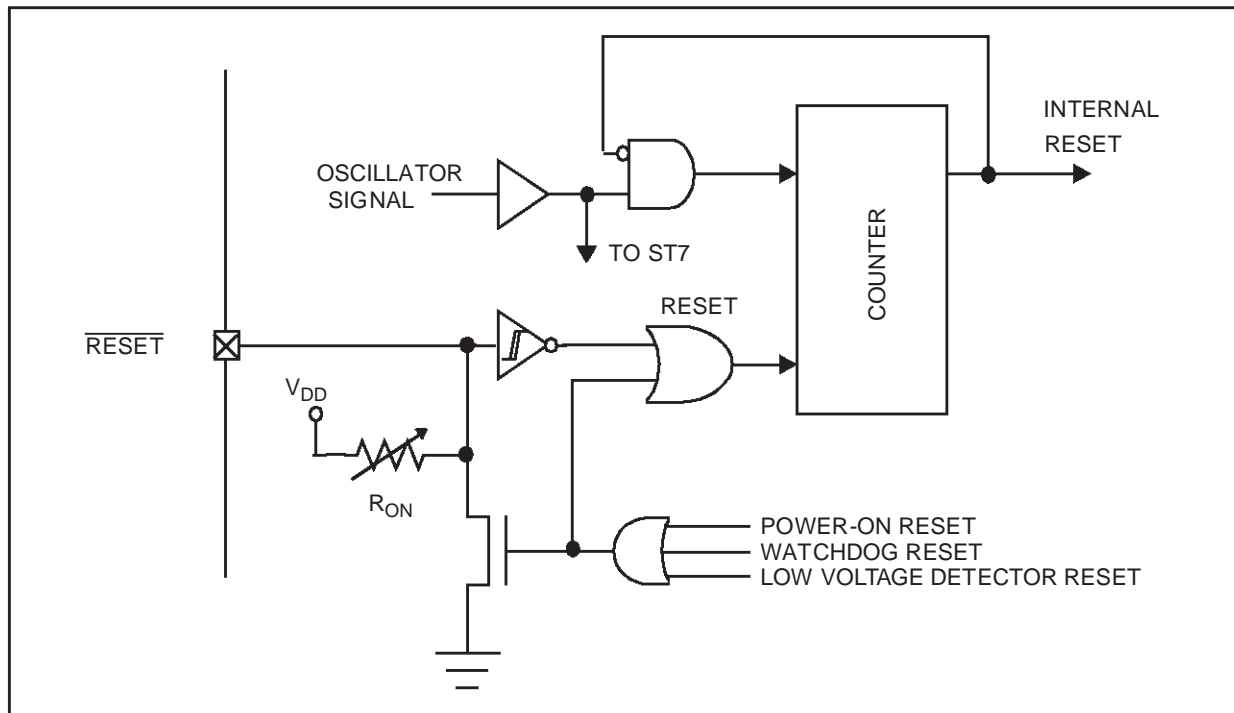 INTERNAL
RESET
OSCILLATOR
SIGNAL
TO ST7
COUNTER
RESET
RESET
VDD
RON
POWER-ON RESET
WATCHDOG RESET
LOW VOLTAGE DETECTOR RESET